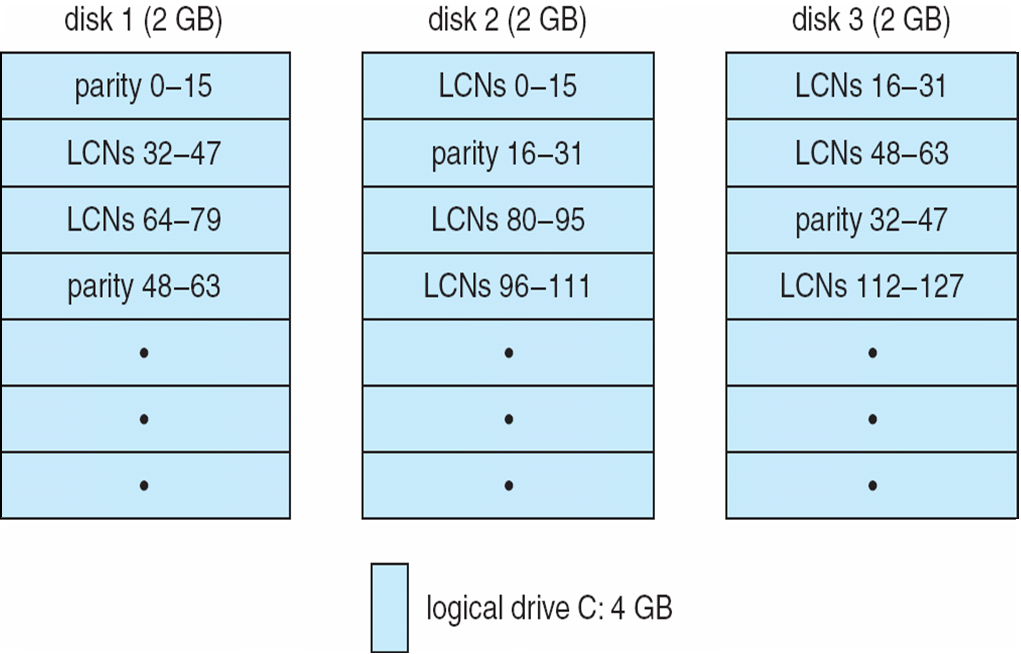 disk 1 (2 GB)
disk 2 (2 GB)
disk 3 (2 GB)
parity 0–15
LCNs 0–15
LCNs 16–31
LCNs 32–47
parity 16–31
LCNs 48–63
LCNs 64–79
LCNs 80–95
parity 32–47
parity 48–63
LCNs 96–111
LCNs 112–127
logical drive C: 4 GB